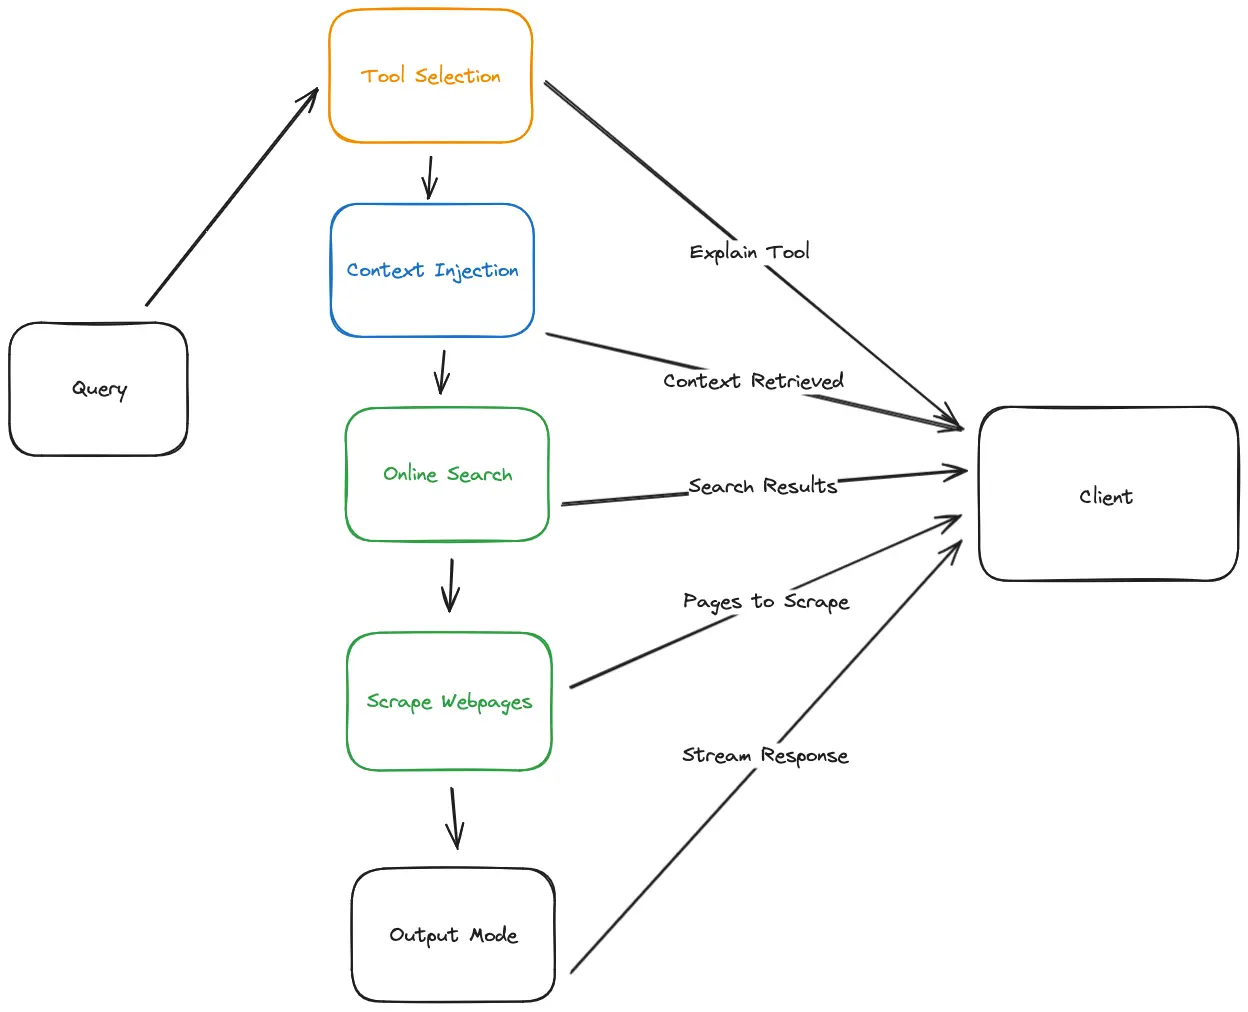 Tool Selection
Explain Tool
Context Injection
Context Retrieved
Query
Online Search
Search Results
Client
Pages to Scrape
Scrape Webpages
Stream Response
Output Mode